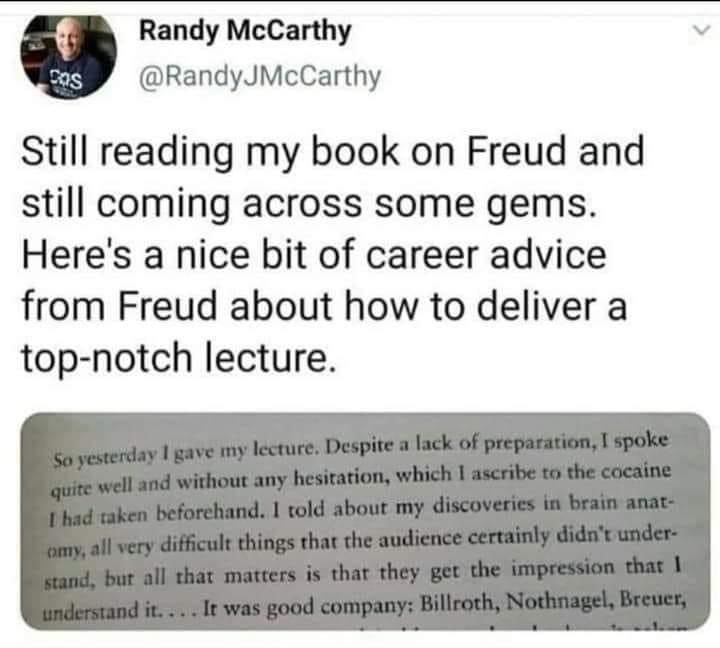 Randy McCarthy
@RandyJMcCarthy
Still reading my book on Freud and
still coming across some gems.
Here's a nice bit of career advice
from Freud about how to deliver a
top-notch lecture.
So yesterday I gave my lecture. Despite a lack of preparation, I spoke
quite well and without any hesitation, which I ascribe to the cocaine
I had taken beforehand. I told about my discoveries in brain anat-
omy, all very difficult things that the audience certainly didn't under-
stand, but all that matters is that they get the impression that I
understand it.... It was good company: Billroth, Nothnagel, Breuer,